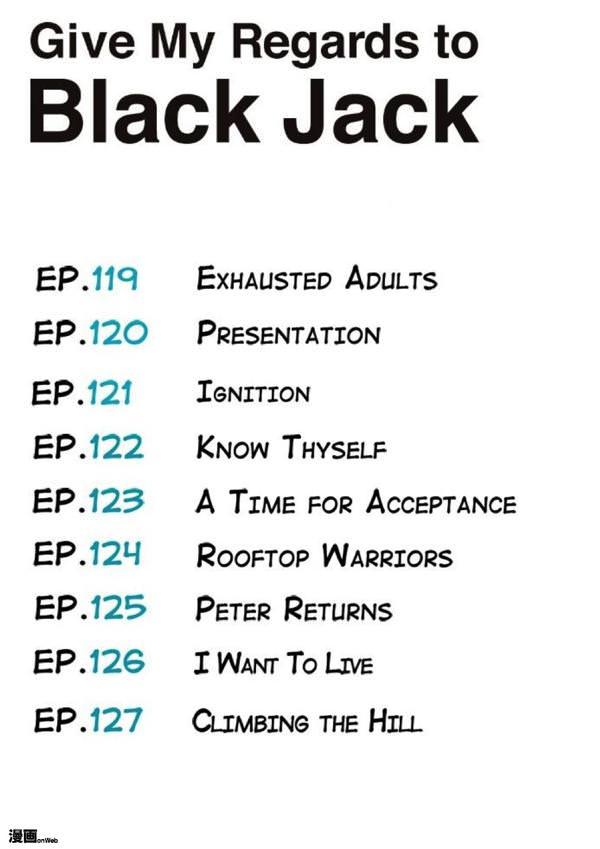 Give My Regards to
Black Jack
EP.119 Exhausted Adults
EP.120 Presentation
EP.121 Ignition
EP.122 Know Thyself
EP.123 A Time for Acceptance
EP.124 Rooftop Warriors
EP.125 Peter Returns
EP.126 I Want To Live
EP.127 Climbing the Hill
漫画onWeb